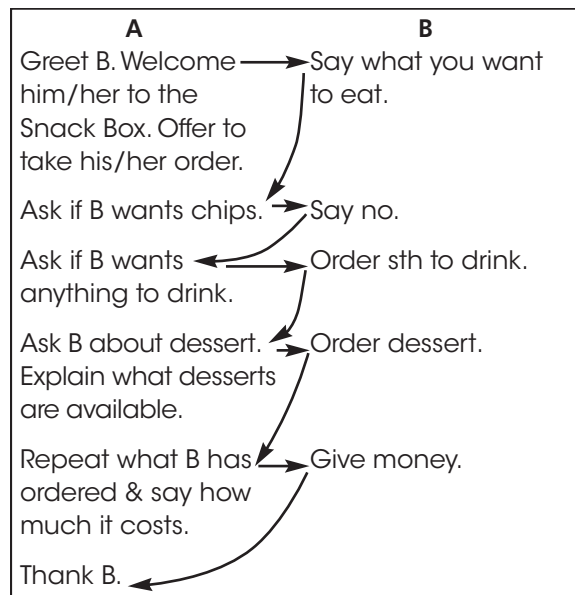 A B
Greet B. Welcome Say what you want
him/her to the to eat.
Snack Box. Offer to
take his/her order.
Ask if B wants chips. Say no.
Ask if B wants Order sth to drink.
anything to drink.
Ask B about dessert. Order dessert.
Explain what desserts
are available.
Repeat what B has Give money.
ordered & say how
much it costs.
Thank B.